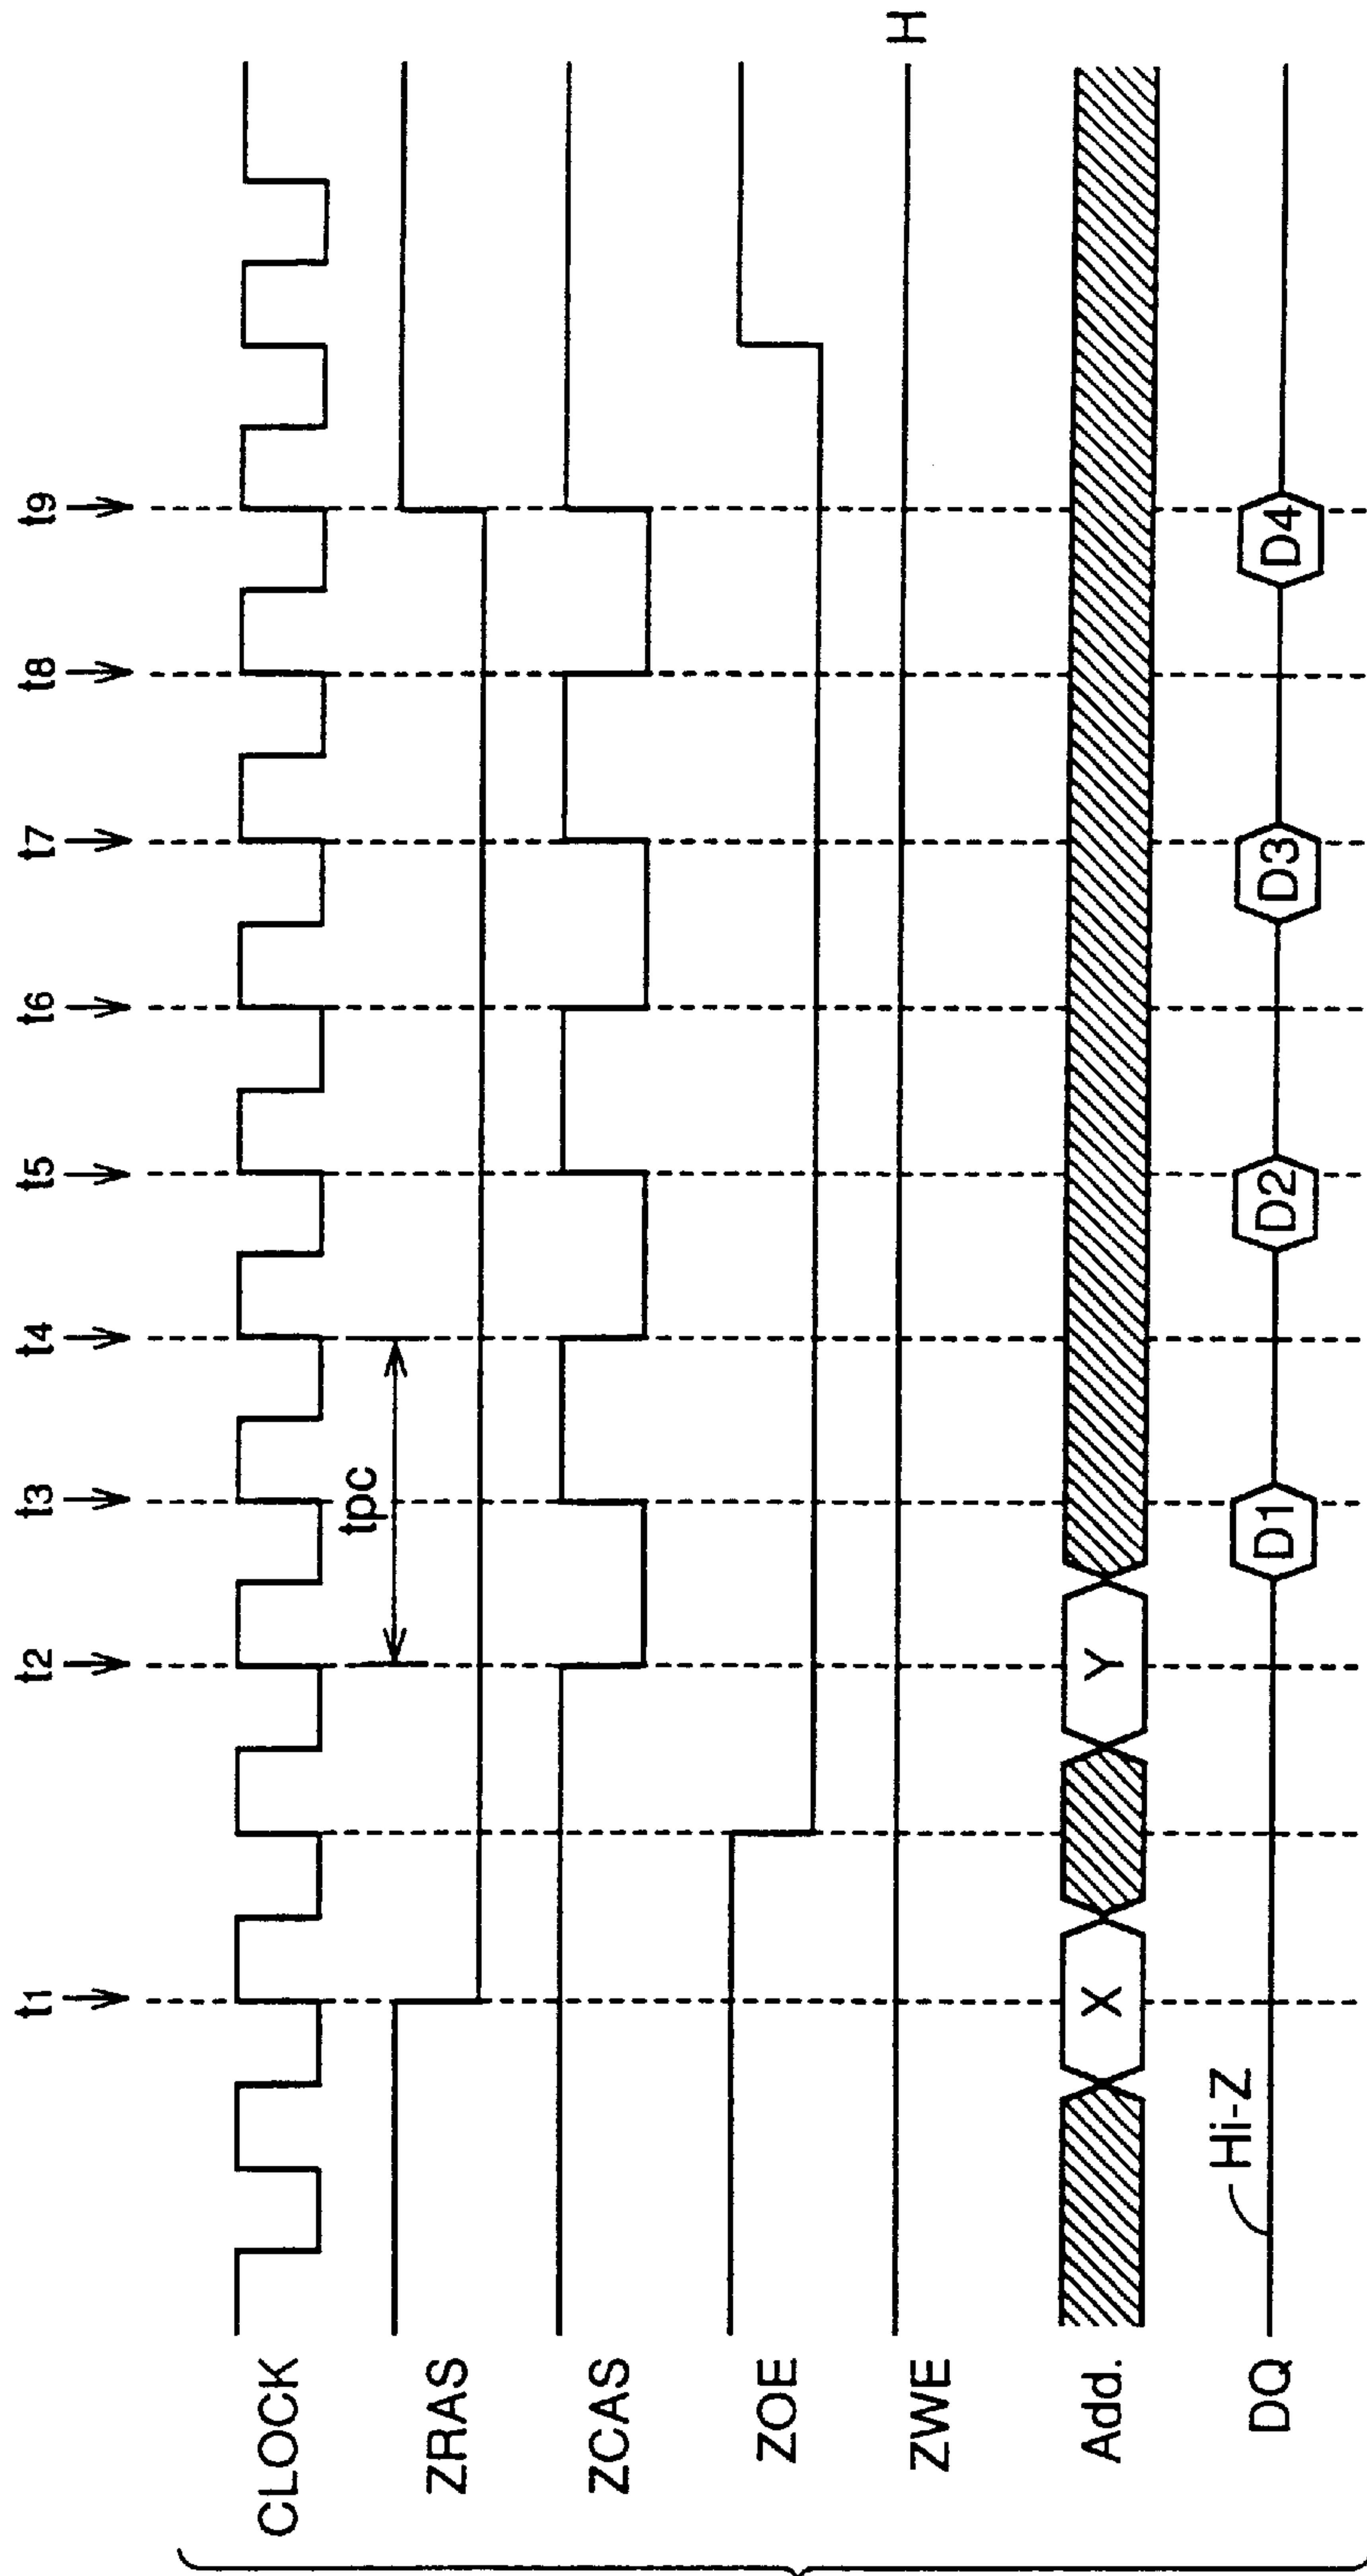 t1 t2 t3 t4 t5 t6 t7 t8 t9
CLOCK
tpc
ZRAS
ZCAS
ZOE
ZWE H
Add. X Y
Hi-Z
DQ D1 D2 D3 D4